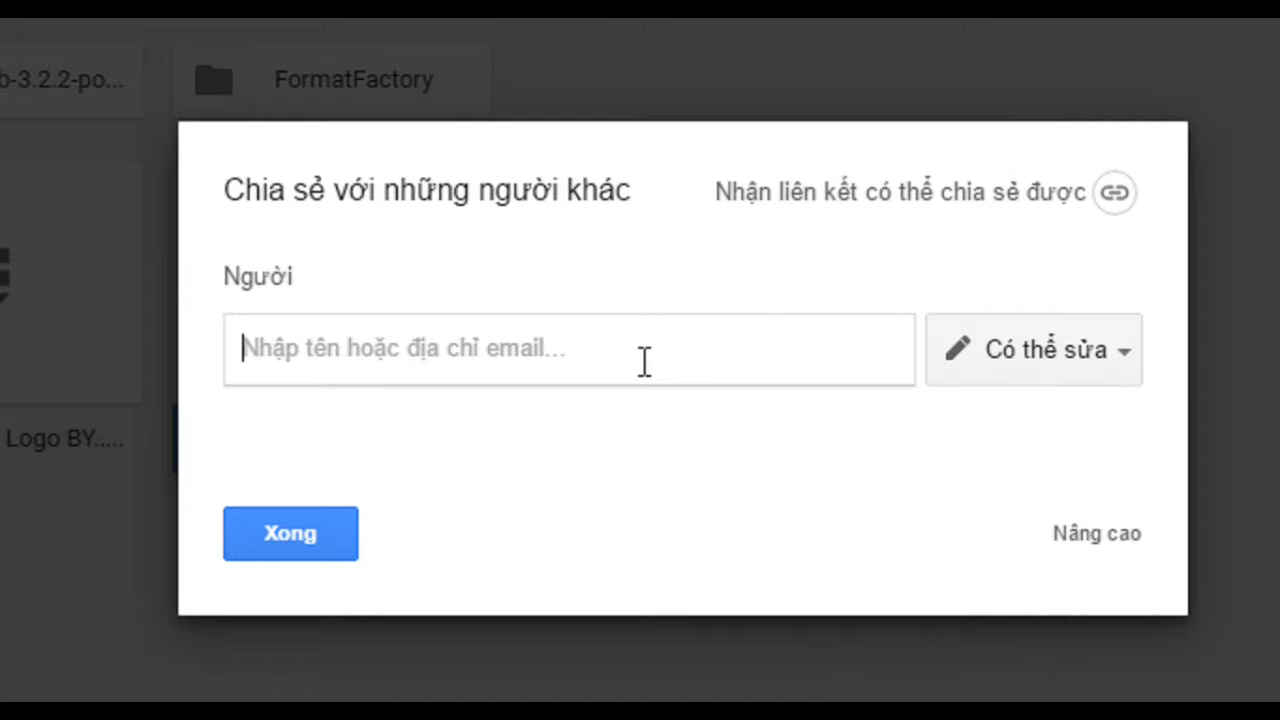 b-3.2.2-po...
FormatFactory
Chia sẻ với những người khác
Nhận liên kết có thể chia sẻ được
Người
Nhập tên hoặc địa chỉ email...
Có thể sửa
Logo BY.....
Xong
Nâng cao